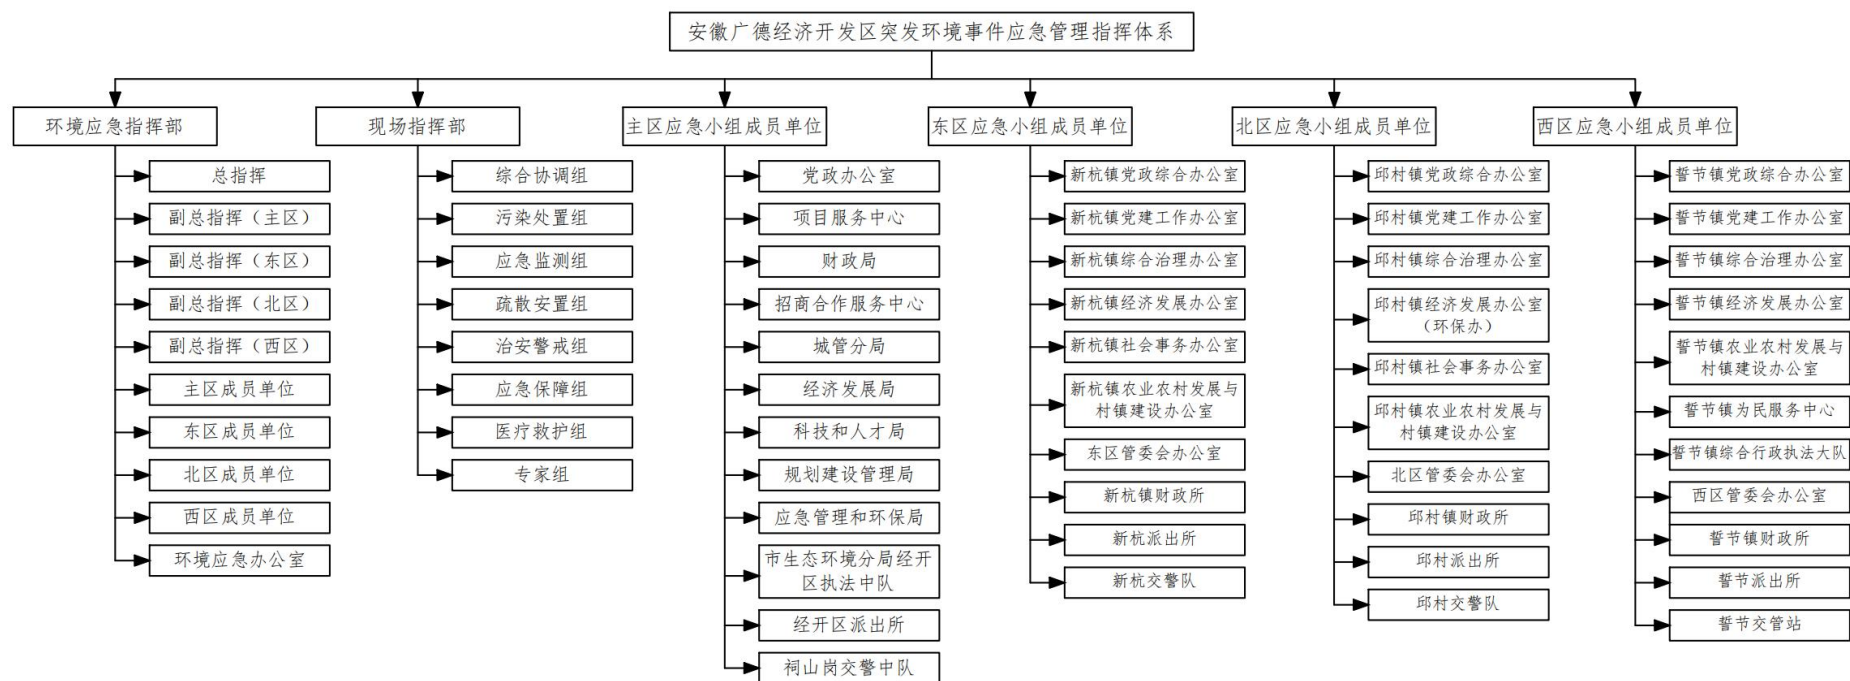 安徽广德经济开发区突发环境事件应急管理指挥体系
环境应急指挥部
总指挥
副总指挥（主区）
副总指挥（东区）
副总指挥（北区）
副总指挥（西区）
主区成员单位
东区成员单位
北区成员单位
西区成员单位
环境应急办公室
现场指挥部
综合协调组
污染处置组
应急监测组
疏散安置组
治安警戒组
应急保障组
医疗救护组
专家组
主区应急小组成员单位
党政办公室
项目服务中心
财政局
招商合作服务中心
城管分局
经济发展局
科技和人才局
规划建设管理局
应急管理和环保局
市生态环境分局经开
区执法中队
经开区派出所
祠山岗交警中队
东区应急小组成员单位
新杭镇党政综合办公室
新杭镇党建工作办公室
新杭镇综合治理办公室
新杭镇经济发展办公室
新杭镇社会事务办公室
新杭镇农业农村发展与
村镇建设办公室
东区管委会办公室
新杭镇财政所
新杭派出所
新杭交警队
北区应急小组成员单位
邱村镇党政综合办公室
邱村镇党建工作办公室
邱村镇综合治理办公室
邱村镇经济发展办公室
（环保办）
邱村镇社会事务办公室
邱村镇农业农村发展与
村镇建设办公室
北区管委会办公室
邱村镇财政所
邱村派出所
邱村交警队
西区应急小组成员单位
誓节镇党政综合办公室
誓节镇党建工作办公室
誓节镇综合治理办公室
誓节镇经济发展办公室
誓节镇农业农村发展与
村镇建设办公室
誓节镇为民服务中心
誓节镇综合行政执法大队
西区管委会办公室
誓节镇财政所
誓节派出所
誓节交管站